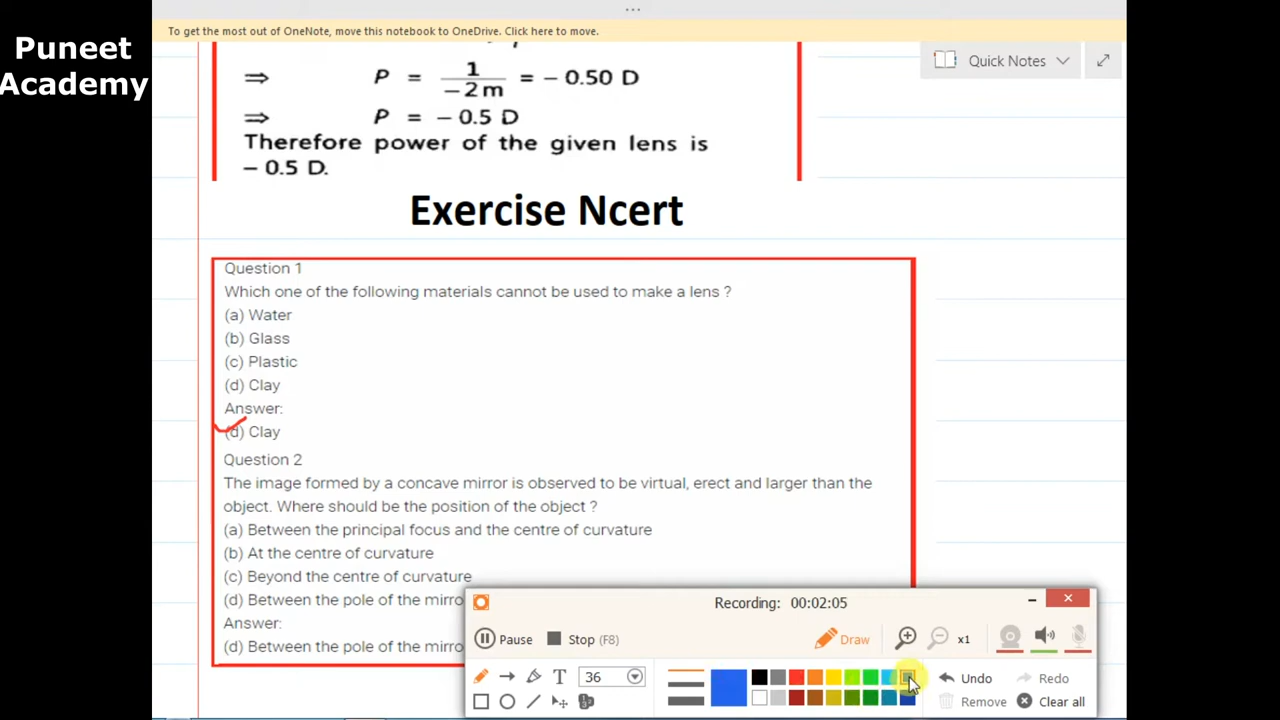 Puneet
Academy
To get the most out of OneNote, move this notebook to OneDrive. Click here to move.
Quick Notes
⇒ P = 1 / −2 m = − 0.50 D
⇒ P = − 0.5 D
Therefore power of the given lens is
− 0.5 D.
Exercise Ncert
Question 1
Which one of the following materials cannot be used to make a lens ?
(a) Water
(b) Glass
(c) Plastic
(d) Clay
Answer:
(d) Clay
Question 2
The image formed by a concave mirror is observed to be virtual, erect and larger than the
object. Where should be the position of the object ?
(a) Between the principal focus and the centre of curvature
(b) At the centre of curvature
(c) Beyond the centre of curvature
(d) Between the pole of the mirro
Answer:
(d) Between the pole of the mirro
Recording: 00:02:05
Pause Stop (F8) Draw x1
T 36 Undo Redo
Remove Clear all